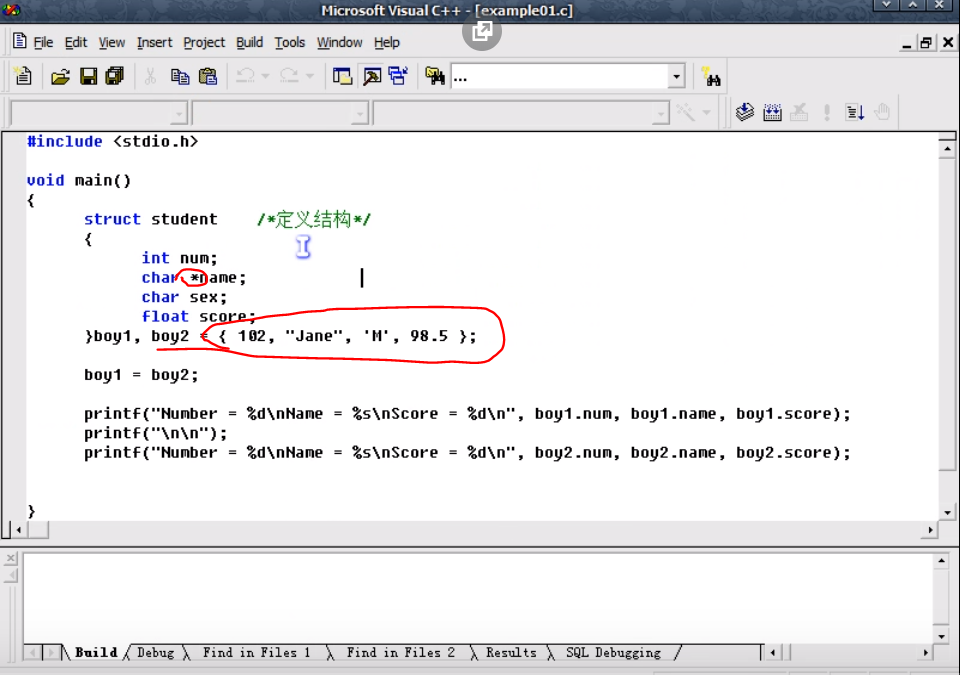 Microsoft Visual C++ - [example01.c]
File Edit View Insert Project Build Tools Window Help
...
#include <stdio.h>
void main()
{
struct student /*定义结构*/
{
int num;
char *name;
char sex;
float score;
}boy1, boy2 = { 102, "Jane", 'M', 98.5 };
boy1 = boy2;
printf("Number = %d\nName = %s\nScore = %d\n", boy1.num, boy1.name, boy1.score);
printf("\n\n");
printf("Number = %d\nName = %s\nScore = %d\n", boy2.num, boy2.name, boy2.score);
}
Build Debug Find in Files 1 Find in Files 2 Results SQL Debugging